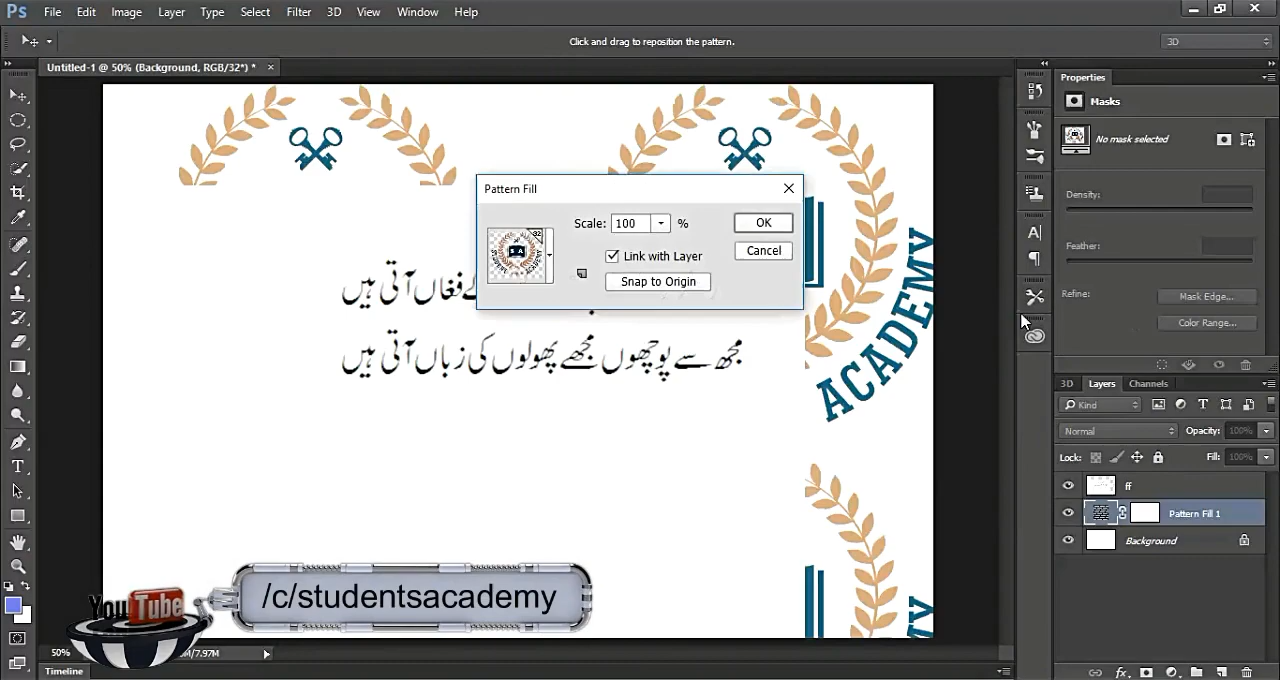 Ps File Edit Image Layer Type Select Filter 3D View Window Help
Click and drag to reposition the pattern.
3D
Untitled-1 @ 50% (Background, RGB/32*) *
Properties
Masks
No mask selected
Density:
Feather:
Refine:
Mask Edge...
Color Range...
Pattern Fill
Scale: 100 %
OK
Link with Layer
Cancel
Snap to Origin
فغاں آتی ہیں
مجھ سے پوچھوں مجھے پھولوں کی زباں آتی ہیں
ACADEMY
3D Layers Channels
Kind
Normal Opacity: 100%
Lock: Fill: 100%
ff
Pattern Fill 1
Background
YouTube
/c/studentsacademy
50%
M/7.97M
Timeline